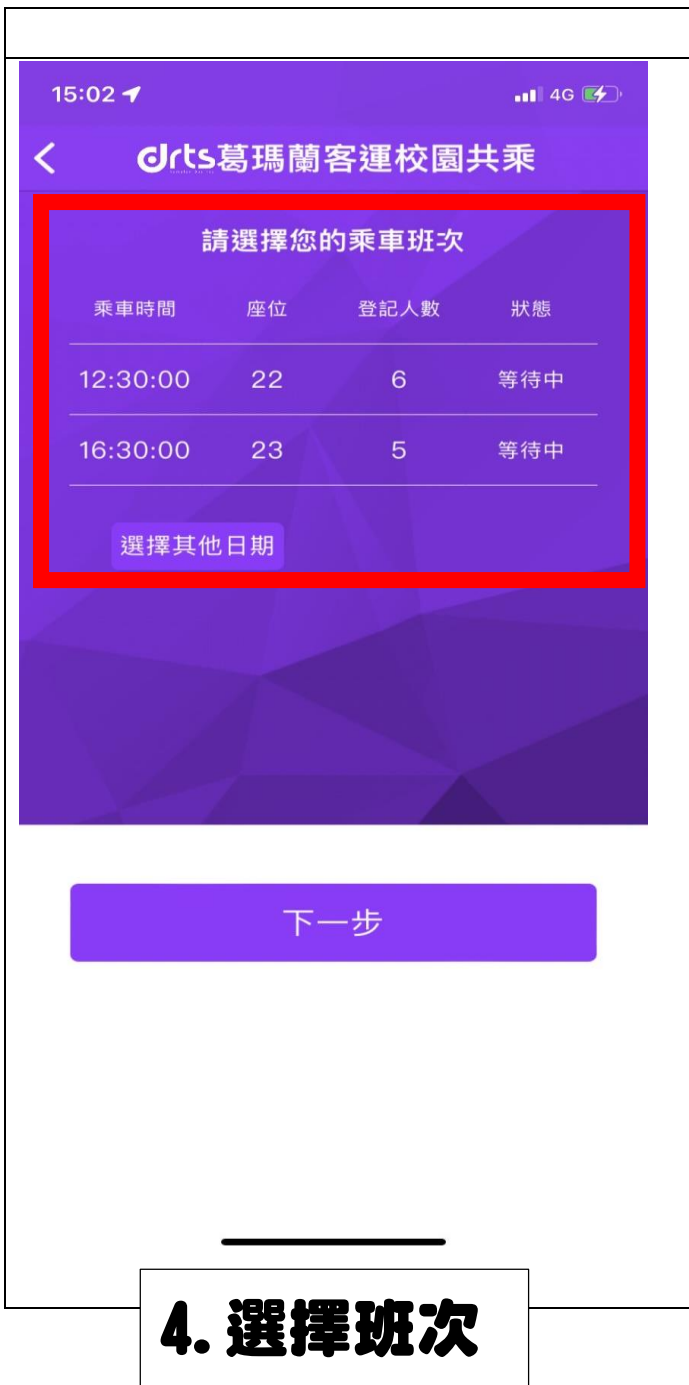 15:02 4G
drts葛瑪蘭客運校園共乘
請選擇您的乘車班次
乘車時間 座位 登記人數 狀態
12:30:00 22 6 等待中
16:30:00 23 5 等待中
選擇其他日期
下一步
4. 選擇班次